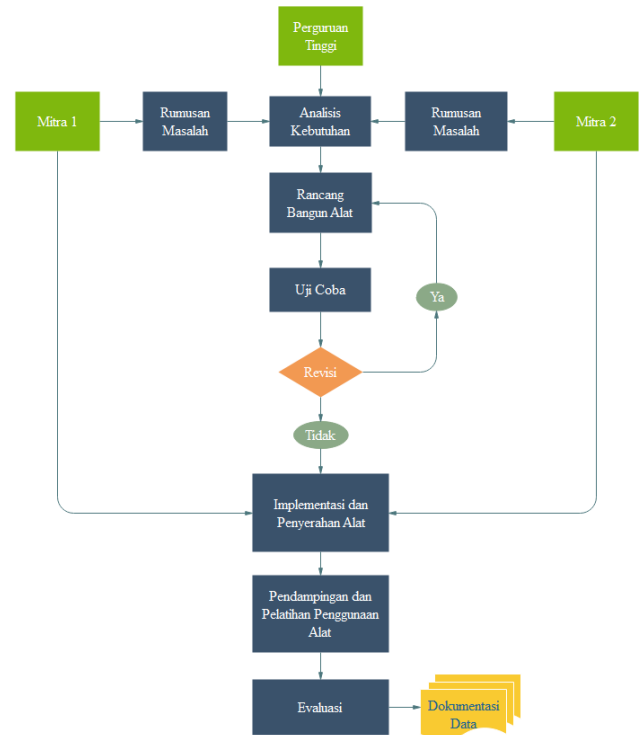 Perguruan
Tinggi
Mitra 1
Rumusan
Masalah
Analisis
Kebutuhan
Rumusan
Masalah
Mitra 2
Rancang
Bangun Alat
Uji Coba
Ya
Revisi
Tidak
Implementasi dan
Penyerahan Alat
Pendampingan dan
Pelatihan Penggunaan
Alat
Evaluasi
Dokumentasi
Data